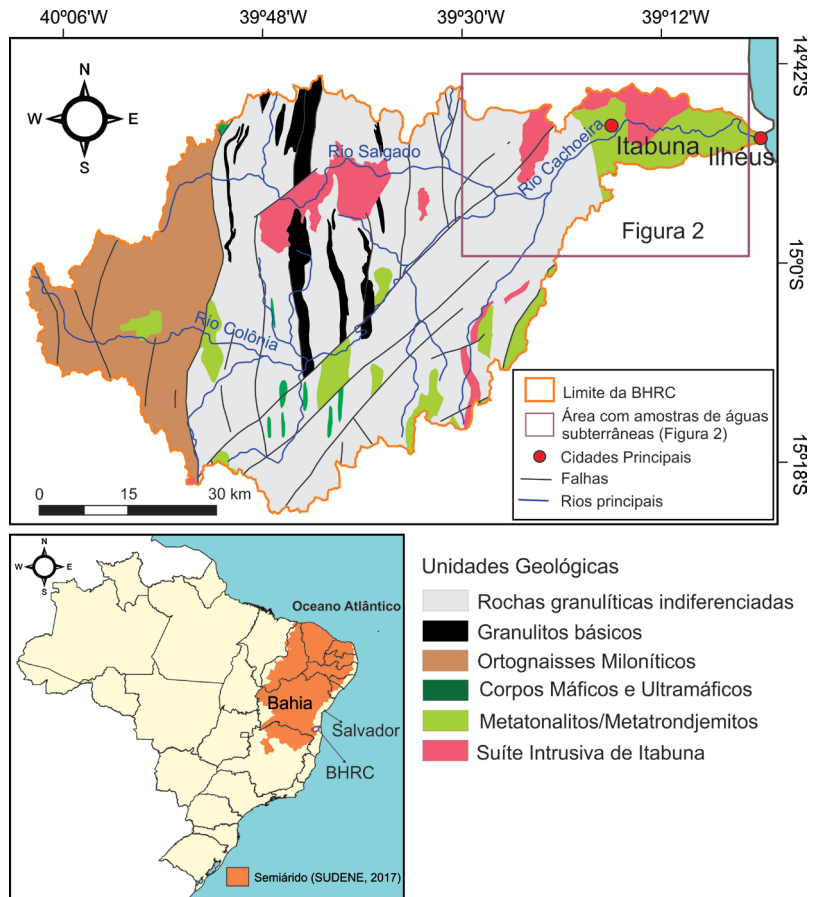 40º06'W 39º48'W 39º30'W 39º12'W
14º42'S
15º0'S
15º18'S
N
W E
S
Rio Salgado
Rio Cachoeira
Itabuna
Ilhéus
Figura 2
Rio Colônia
0 15 30 km
Limite da BHRC
Área com amostras de águas
subterrâneas (Figura 2)
Cidades Principais
Falhas
Rios principais
N
W E
S
Oceano Atlântico
Bahia
Salvador
BHRC
Semiárido (SUDENE, 2017)
Unidades Geológicas
Rochas granulíticas indiferenciadas
Granulitos básicos
Ortognaisses Miloníticos
Corpos Máficos e Ultramáficos
Metatonalitos/Metatrondjemitos
Suíte Intrusiva de Itabuna